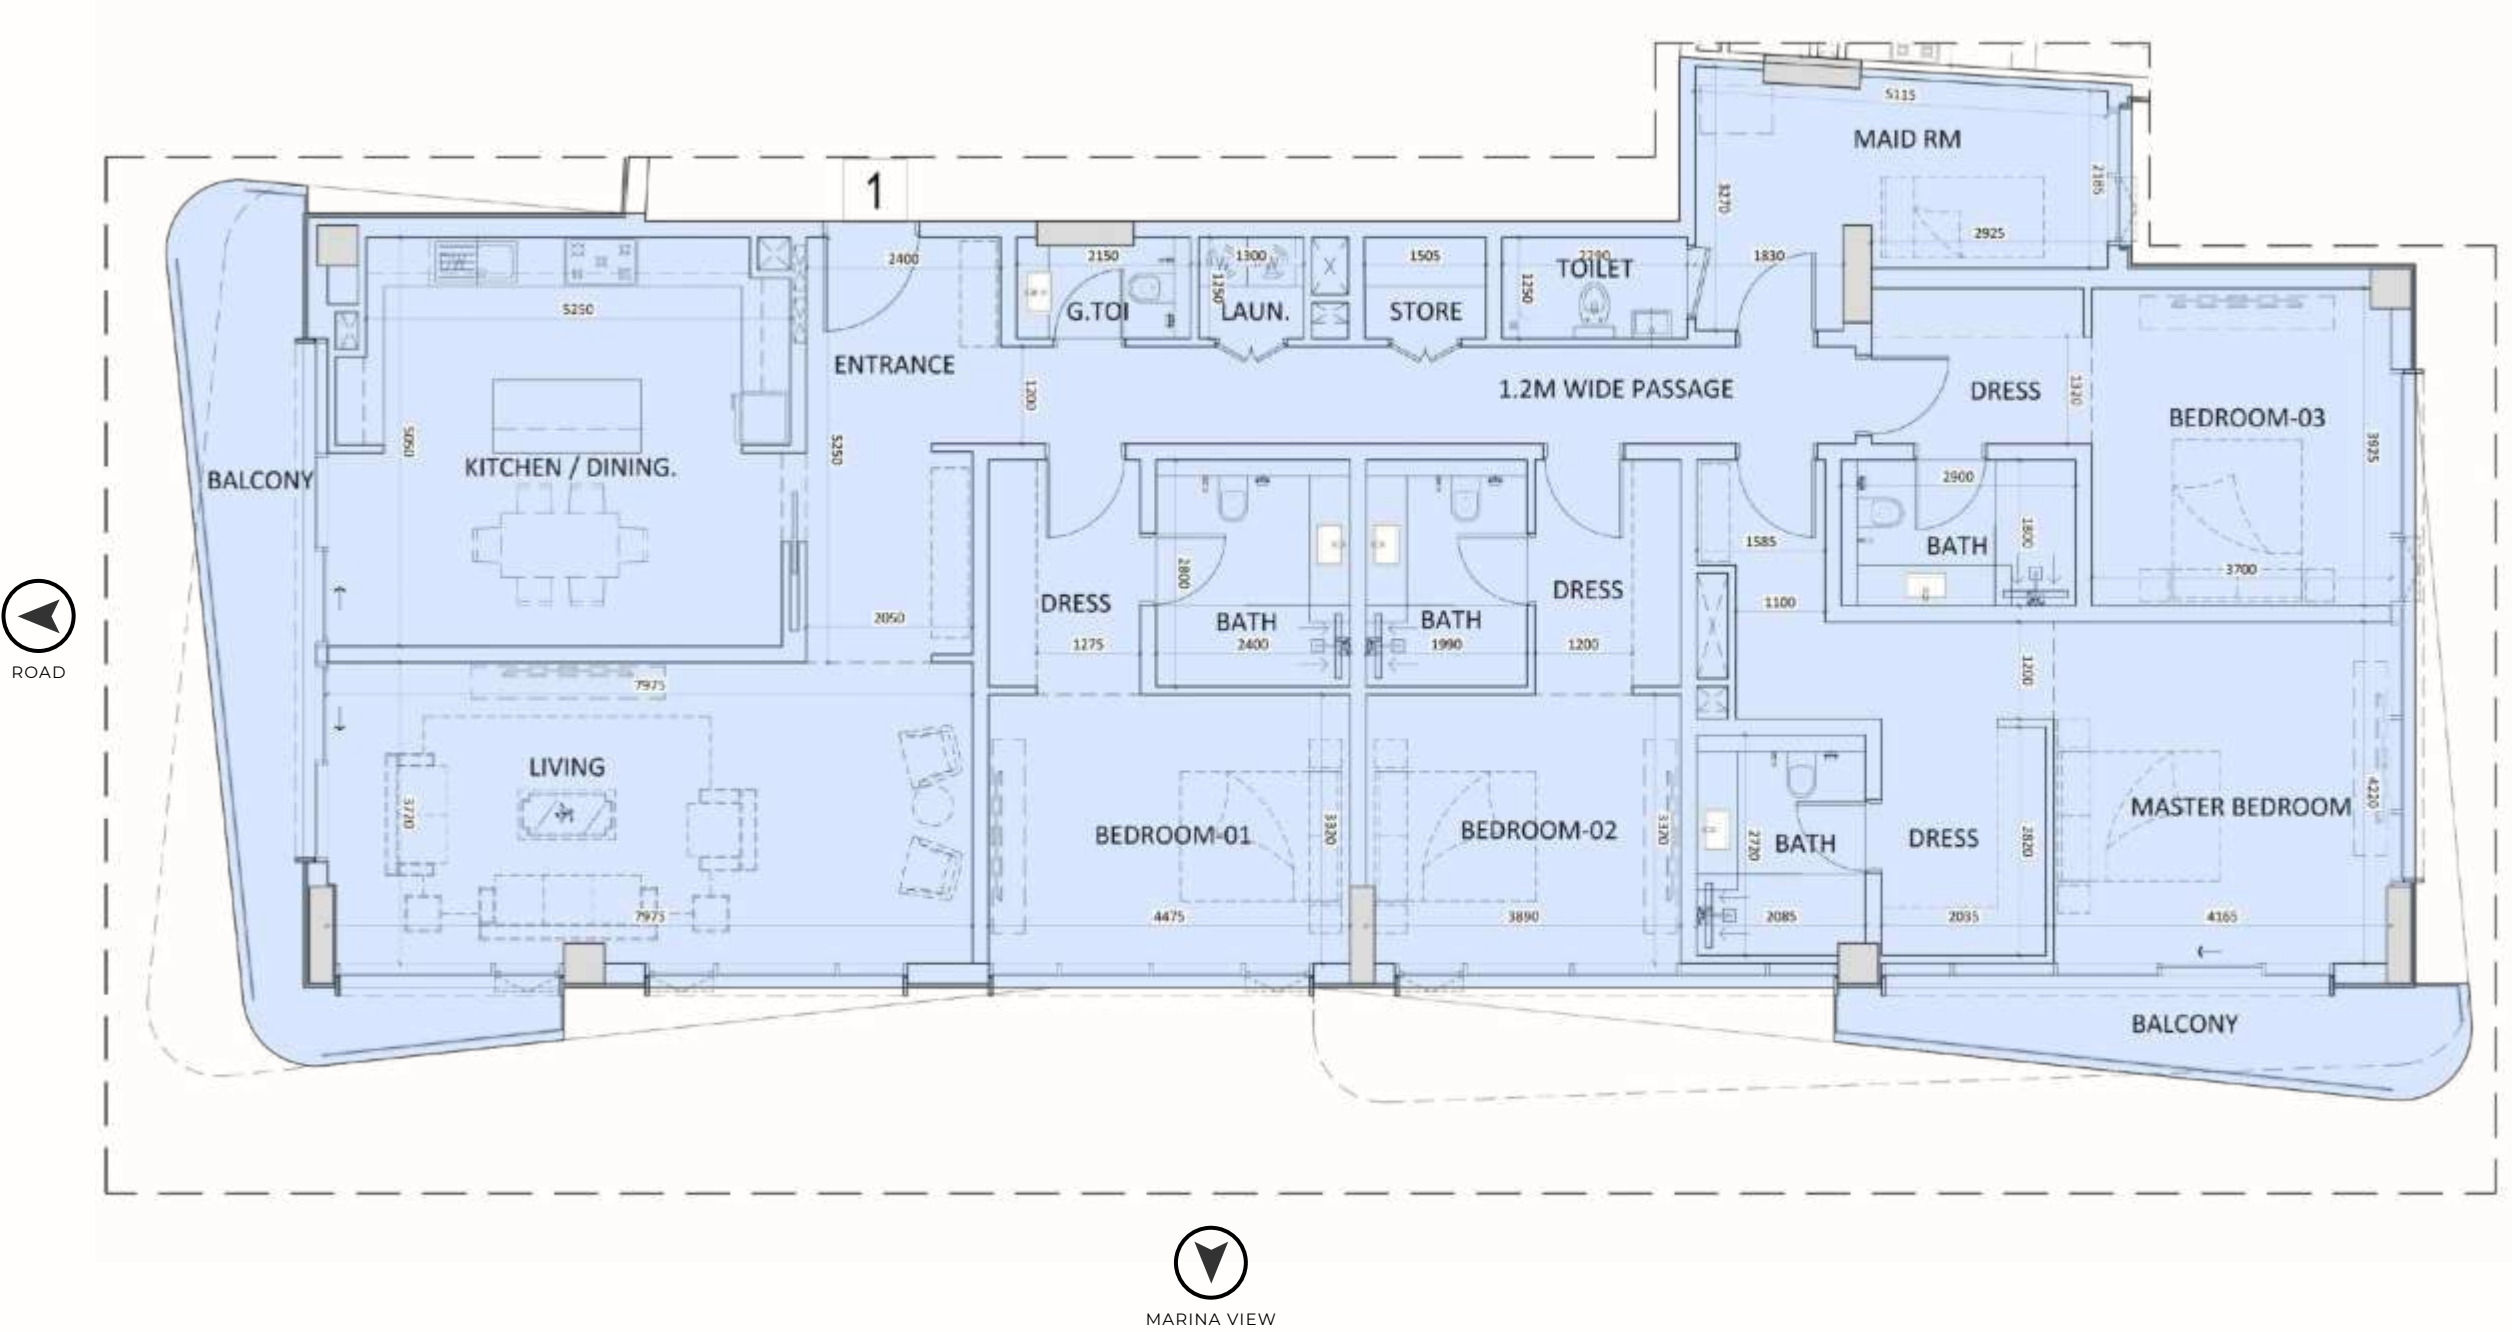 5115
MAID RM
2185
3270
2925
1
2400
2150
1300
1505
2290
1830
TOILET
1250
1250
5250
G.TOI
LAUN.
STORE
ENTRANCE
1200
1.2M WIDE PASSAGE
DRESS
1320
BEDROOM-03
5050
5250
3925
KITCHEN / DINING.
BALCONY
2900
1585
1800
BATH
2800
3700
DRESS
DRESS
1100
2050
BATH
BATH
1275
2400
1990
1200
1200
ROAD
7975
LIVING
3720
BEDROOM-01
3320
BEDROOM-02
3320
2720
BATH
DRESS
2820
MASTER BEDROOM
4220
7975
4475
3890
2085
2035
4165
BALCONY
MARINA VIEW